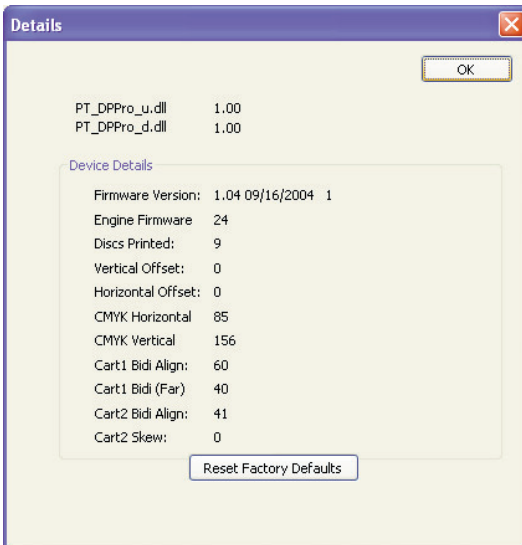 Details
OK
PT_DPPro_u.dll 1.00
PT_DPPro_d.dll 1.00
Device Details
Firmware Version: 1.04 09/16/2004 1
Engine Firmware 24
Discs Printed: 9
Vertical Offset: 0
Horizontal Offset: 0
CMYK Horizontal 85
CMYK Vertical 156
Cart1 Bidi Align: 60
Cart1 Bidi (Far) 40
Cart2 Bidi Align: 41
Cart2 Skew: 0
Reset Factory Defaults